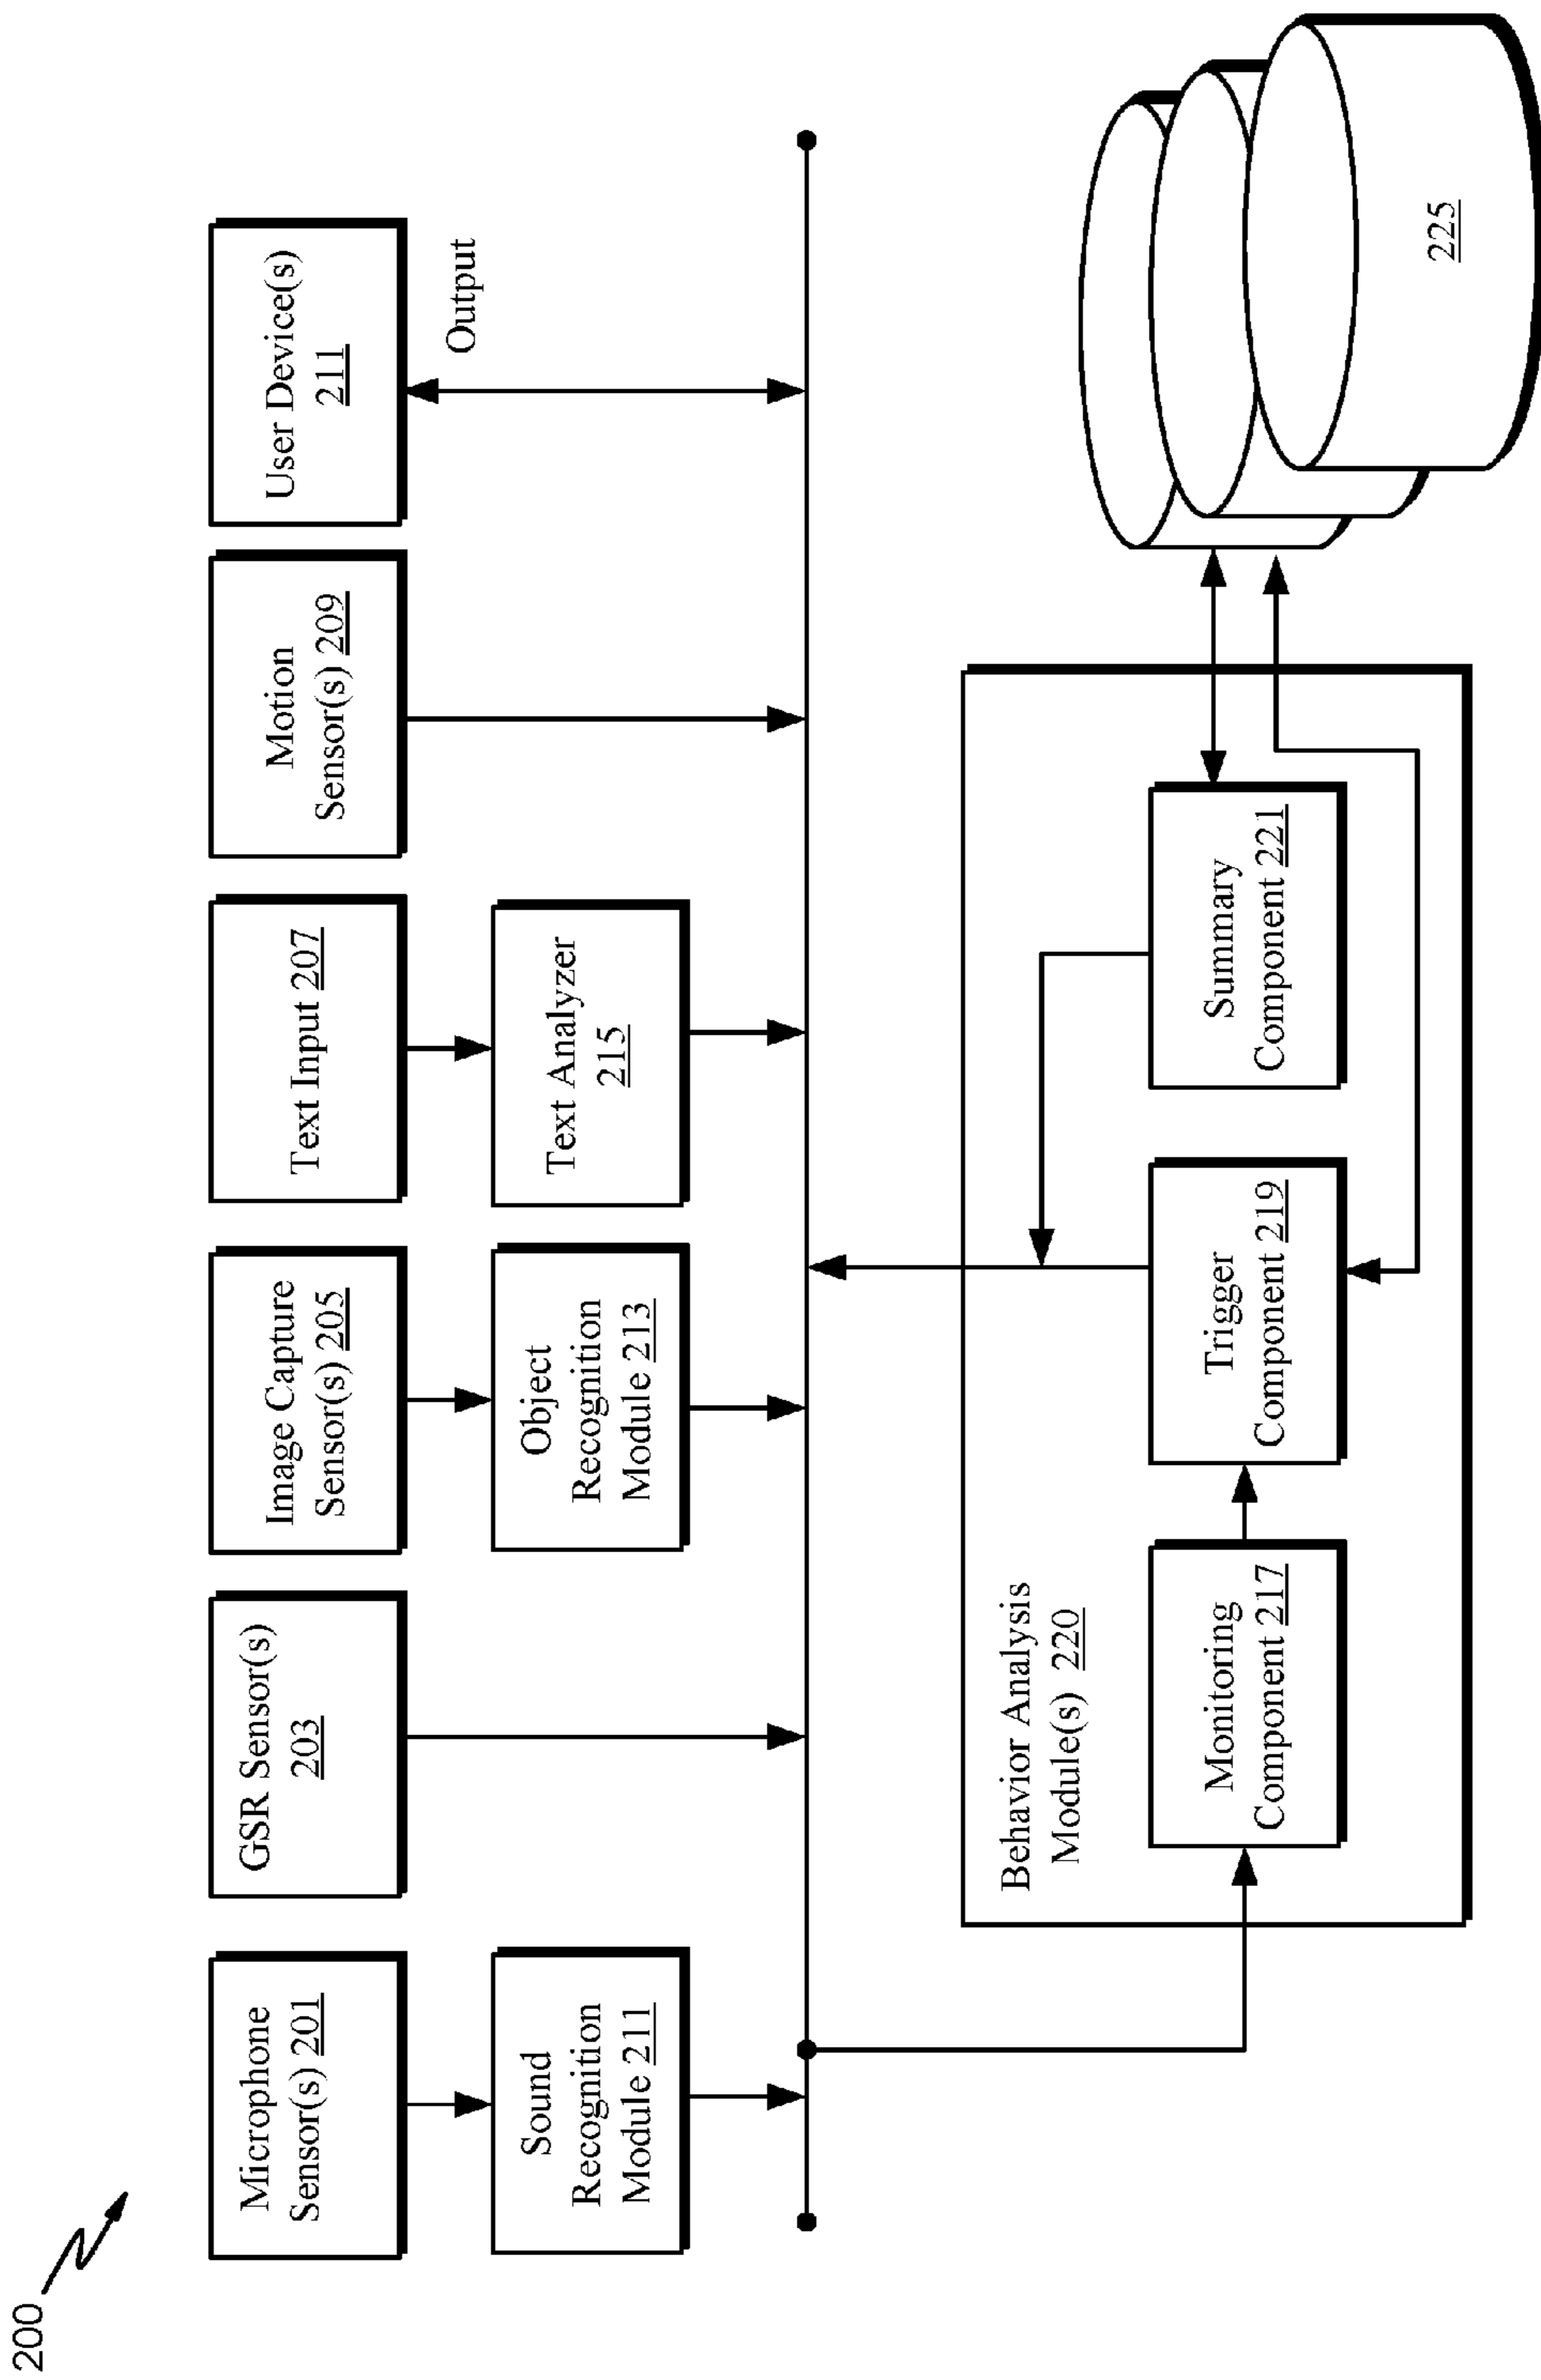 200
Microphone
Sensor(s) 201
GSR Sensor(s)
203
Image Capture
Sensor(s) 205
Text Input 207
Motion
Sensor(s) 209
User Device(s)
211
Sound
Recognition
Module 211
Object
Recognition
Module 213
Text Analyzer
215
Output
Behavior Analysis
Module(s) 220
Monitoring
Component 217
Trigger
Component 219
Summary
Component 221
225